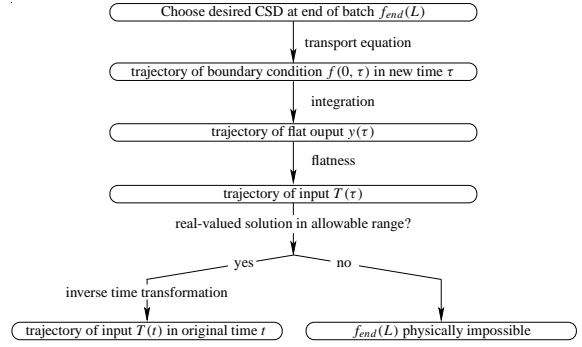 Choose desired CSD at end of batch f_end(L)
transport equation
trajectory of boundary condition f(0, τ) in new time τ
integration
trajectory of flat ouput y(τ)
flatness
trajectory of input T(τ)
real-valued solution in allowable range?
yes no
inverse time transformation
trajectory of input T(t) in original time t
f_end(L) physically impossible